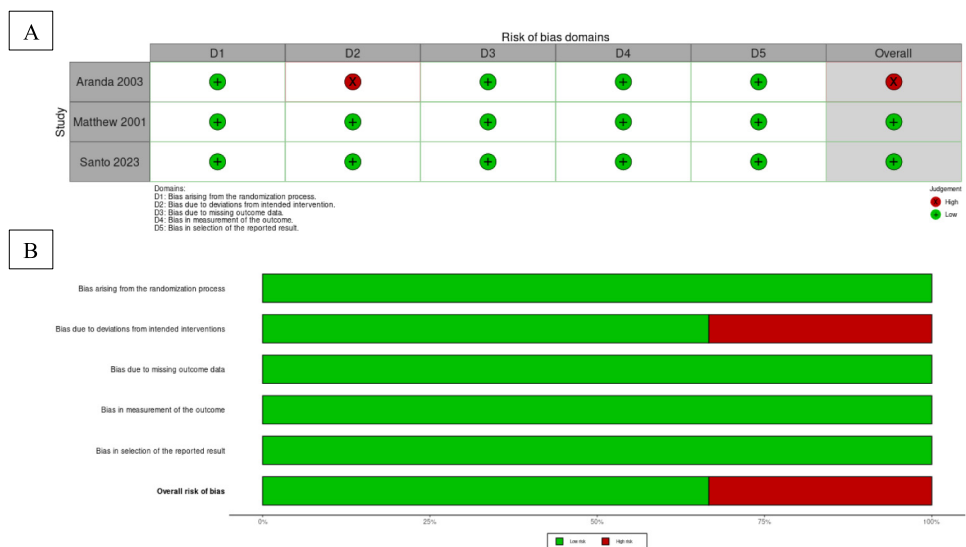 A
Risk of bias domains
D1 D2 D3 D4 D5 Overall
Study
Aranda 2003
Matthew 2001
Santo 2023
Domains:
D1: Bias arising from the randomization process.
D2: Bias due to deviations from intended intervention.
D3: Bias due to missing outcome data.
D4: Bias in measurement of the outcome.
D5: Bias in selection of the reported result.
Judgement
High
Low
B
Bias arising from the randomization process
Bias due to deviations from intended interventions
Bias due to missing outcome data
Bias in measurement of the outcome
Bias in selection of the reported result
Overall risk of bias
0% 25% 50% 75% 100%
Low risk High risk